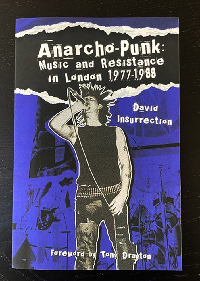 Anarcho-Punk:
Music and Resistance
in London 1977-1988
David
Insurrection
Foreword by Tony Drayton